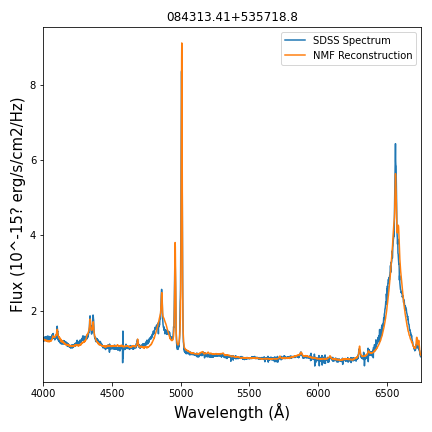 084313.41+535718.8
SDSS Spectrum
NMF Reconstruction
Flux (10^-15? erg/s/cm2/Hz)
8
6
4
2
4000 4500 5000 5500 6000 6500
Wavelength (Å)